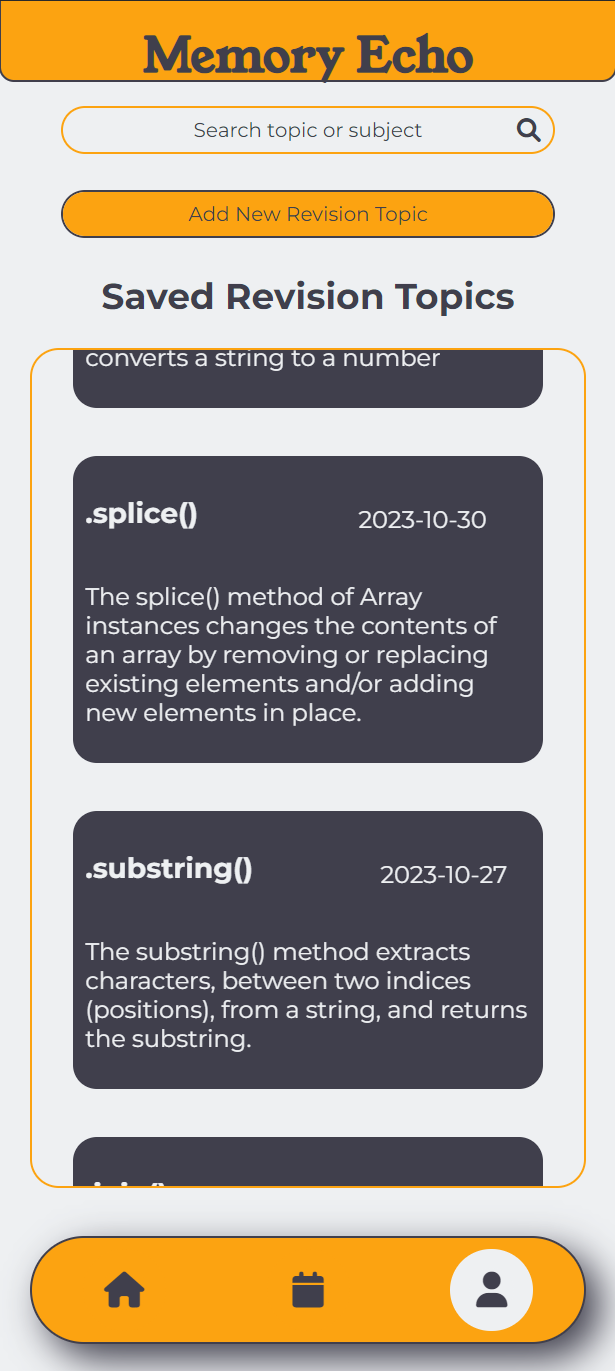 Memory Echo
Search topic or subject
Add New Revision Topic
Saved Revision Topics
converts a string to a number
.splice()
2023-10-30
The splice() method of Array
instances changes the contents of
an array by removing or replacing
existing elements and/or adding
new elements in place.
.substring()
2023-10-27
The substring() method extracts
characters, between two indices
(positions), from a string, and returns
the substring.